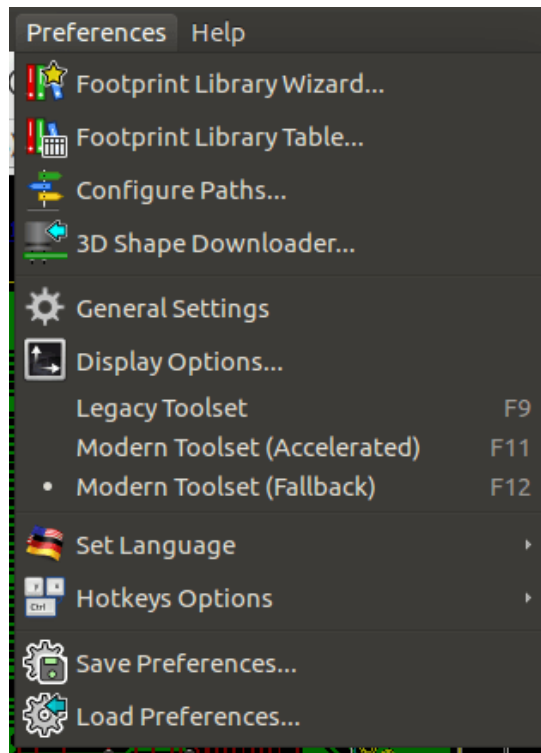 Preferences Help
Footprint Library Wizard...
Footprint Library Table...
Configure Paths...
3D Shape Downloader...
General Settings
Display Options...
Legacy Toolset F9
Modern Toolset (Accelerated) F11
• Modern Toolset (Fallback) F12
Set Language
Ctrl Hotkeys Options
Save Preferences...
Load Preferences...